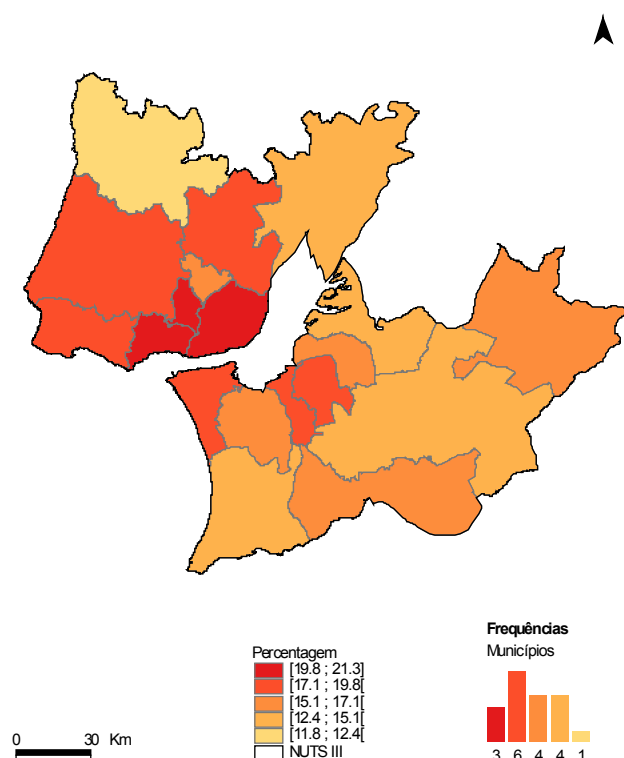 Frequências
Municípios
Percentagem
[19.8 ; 21.3]
[17.1 ; 19.8[
[15.1 ; 17.1[
[12.4 ; 15.1[
[11.8 ; 12.4[
NUTS III
0 30 Km
3 6 4 4 1